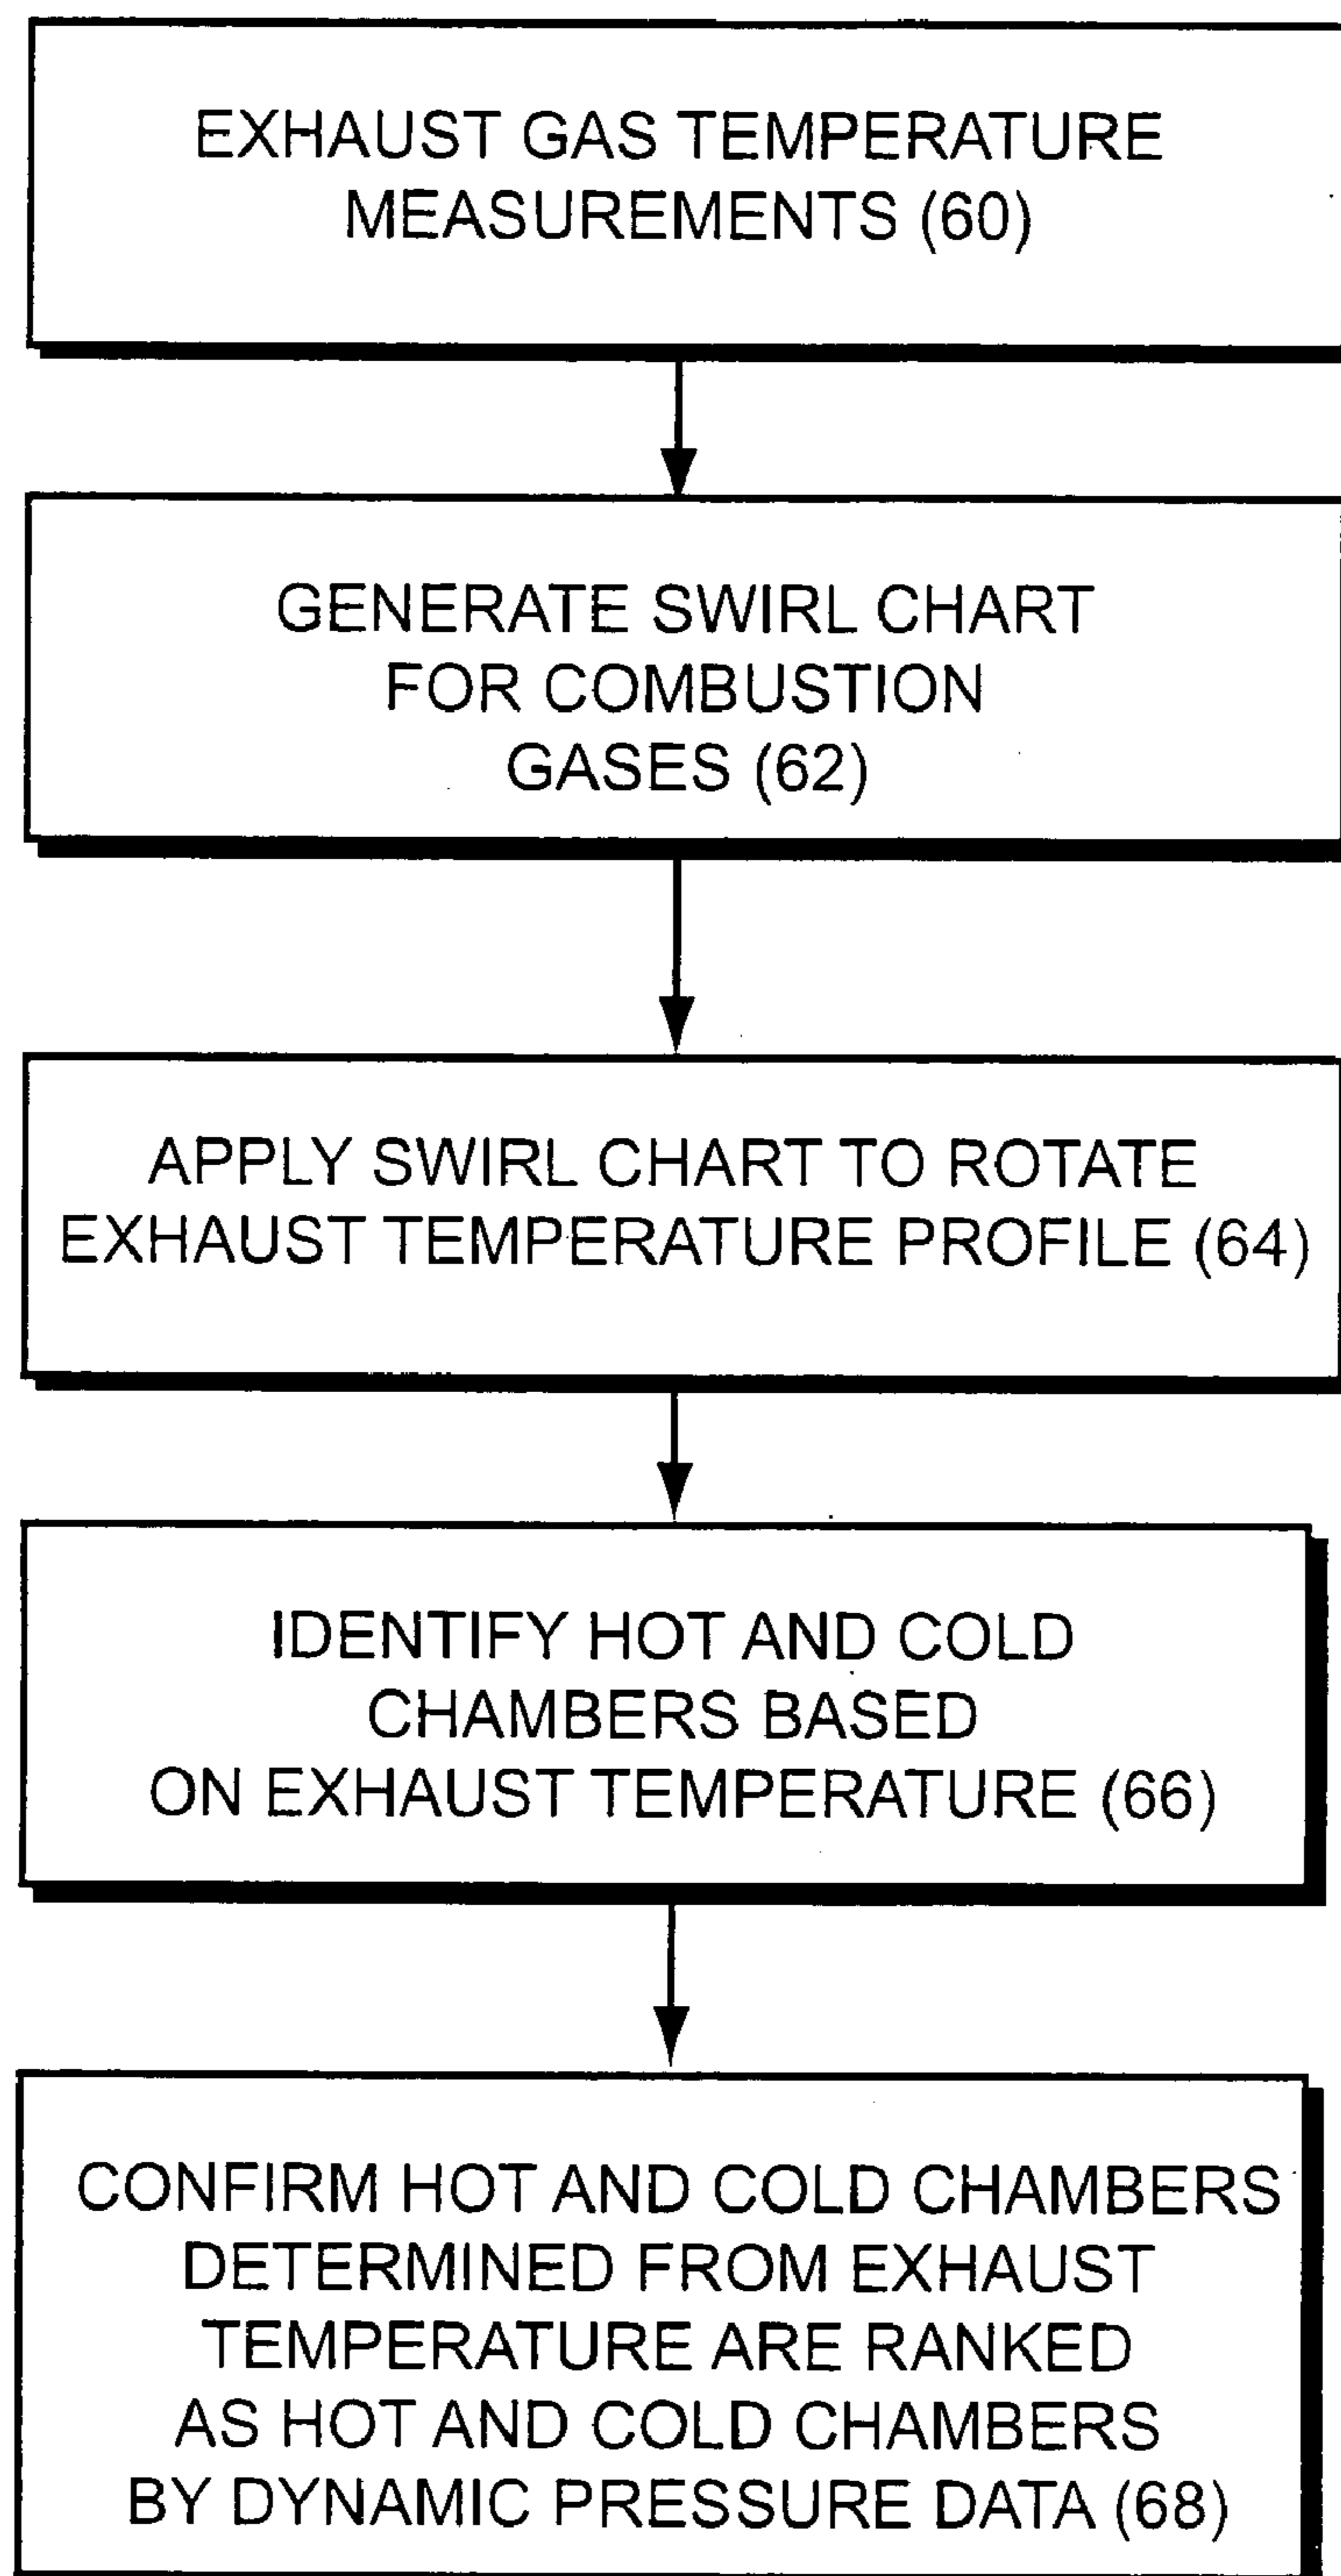 EXHAUST GAS TEMPERATURE
MEASUREMENTS (60)
GENERATE SWIRL CHART
FOR COMBUSTION
GASES (62)
APPLY SWIRL CHART TO ROTATE
EXHAUST TEMPERATURE PROFILE (64)
IDENTIFY HOT AND COLD
CHAMBERS BASED
ON EXHAUST TEMPERATURE (66)
CONFIRM HOT AND COLD CHAMBERS
DETERMINED FROM EXHAUST
TEMPERATURE ARE RANKED
AS HOT AND COLD CHAMBERS
BY DYNAMIC PRESSURE DATA (68)